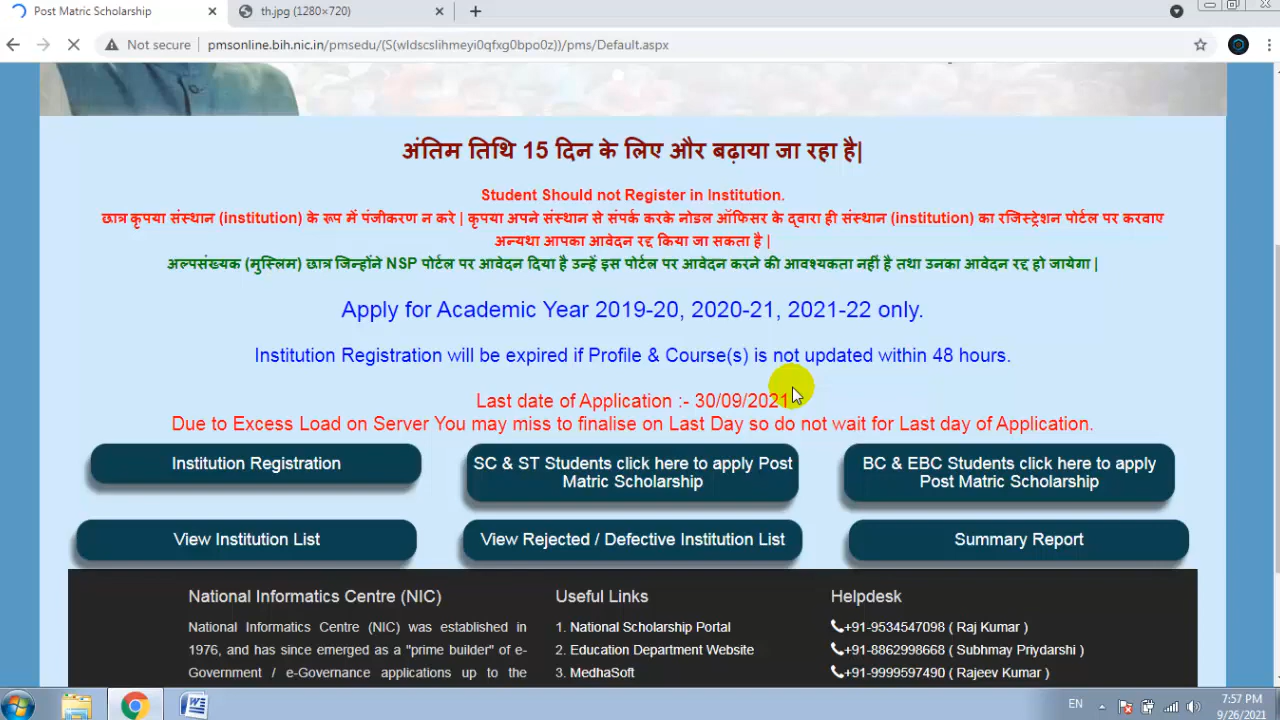 Post Matric Scholarship
th.jpg (1280×720)
Not secure
pmsonline.bih.nic.in/pmsedu/(S(wldscslihmeyi0qfxg0bpo0z))/pms/Default.aspx
अंतिम तिथि 15 दिन के लिए और बढ़ाया जा रहा है|
Student Should not Register in Institution.
छात्र कृपया संस्थान (institution) के रूप में पंजीकरण न करे | कृपया अपने संस्थान से संपर्क करके नोडल ऑफिसर के द्वारा ही संस्थान (institution) का रजिस्ट्रेशन पोर्टल पर करवाए
अन्यथा आपका आवेदन रद्द किया जा सकता है |
अल्पसंख्यक (मुस्लिम) छात्र जिन्होंने NSP पोर्टल पर आवेदन दिया है उन्हें इस पोर्टल पर आवेदन करने की आवश्यकता नहीं है तथा उनका आवेदन रद्द हो जायेगा |
Apply for Academic Year 2019-20, 2020-21, 2021-22 only.
Institution Registration will be expired if Profile & Course(s) is not updated within 48 hours.
Last date of Application :- 30/09/2021
Due to Excess Load on Server You may miss to finalise on Last Day so do not wait for Last day of Application.
Institution Registration
SC & ST Students click here to apply Post
Matric Scholarship
BC & EBC Students click here to apply
Post Matric Scholarship
View Institution List
View Rejected / Defective Institution List
Summary Report
National Informatics Centre (NIC)
National Informatics Centre (NIC) was established in
1976, and has since emerged as a "prime builder" of e-
Government / e-Governance applications up to the
Useful Links
1. National Scholarship Portal
2. Education Department Website
3. MedhaSoft
Helpdesk
+91-9534547098 ( Raj Kumar )
+91-8862998668 ( Subhmay Priydarshi )
+91-9999597490 ( Rajeev Kumar )
EN
7:57 PM
9/26/2021